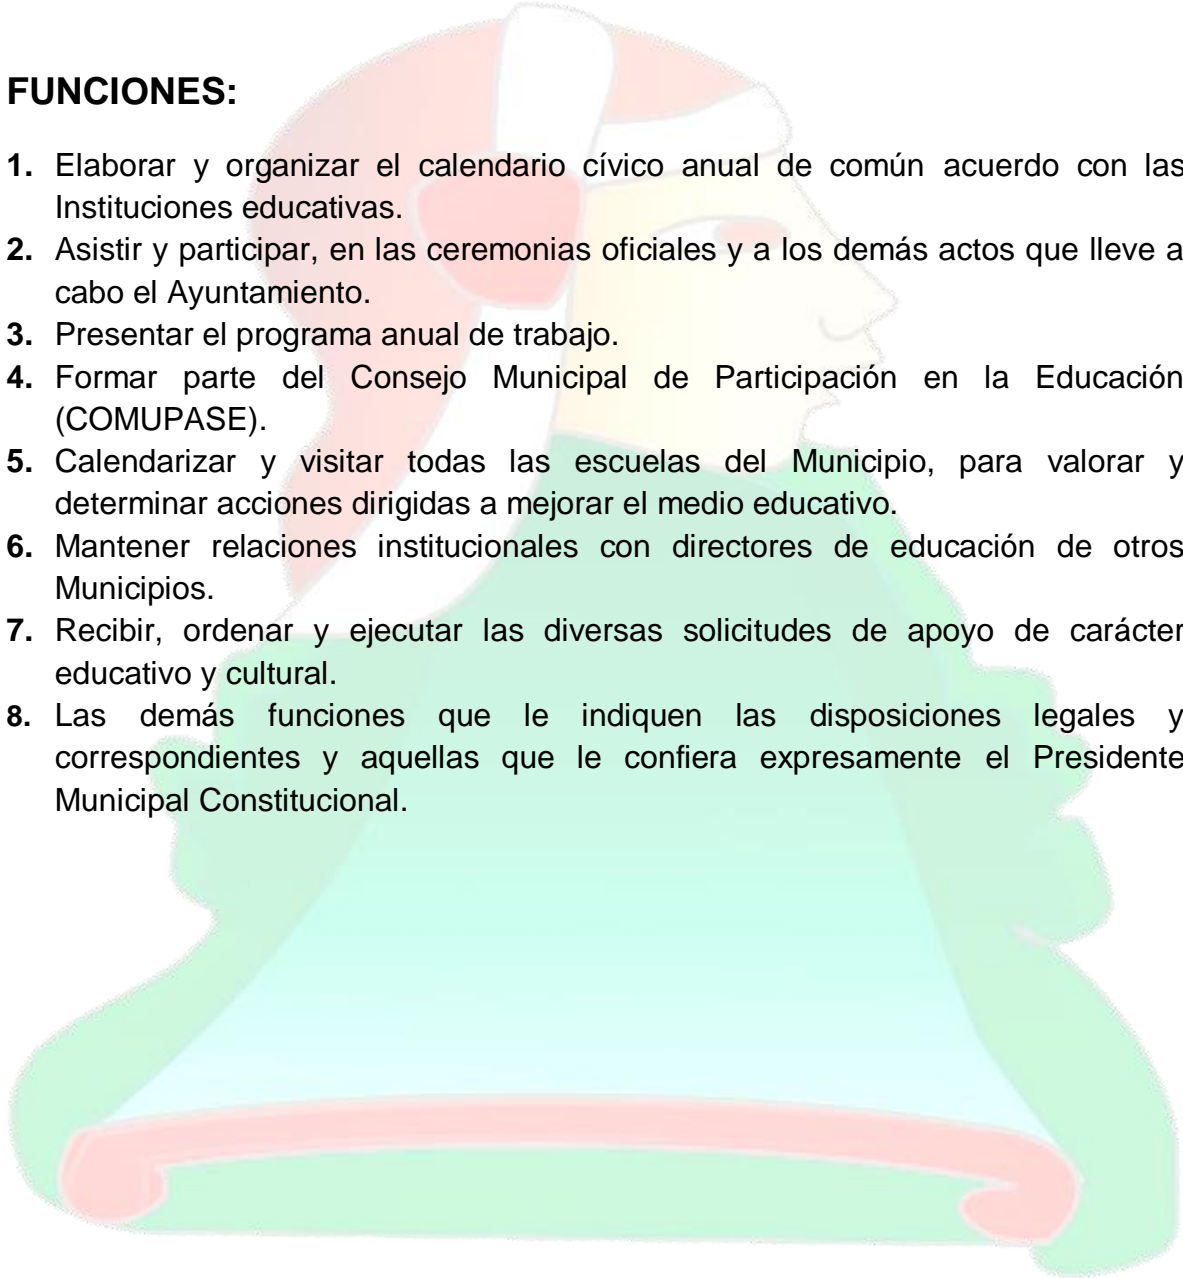 FUNCIONES:
1. Elaborar y organizar el calendario cívico anual de común acuerdo con las
Instituciones educativas.
2. Asistir y participar, en las ceremonias oficiales y a los demás actos que lleve a
cabo el Ayuntamiento.
3. Presentar el programa anual de trabajo.
4. Formar parte del Consejo Municipal de Participación en la Educación
(COMUPASE).
5. Calendarizar y visitar todas las escuelas del Municipio, para valorar y
determinar acciones dirigidas a mejorar el medio educativo.
6. Mantener relaciones institucionales con directores de educación de otros
Municipios.
7. Recibir, ordenar y ejecutar las diversas solicitudes de apoyo de carácter
educativo y cultural.
8. Las demás funciones que le indiquen las disposiciones legales y
correspondientes y aquellas que le confiera expresamente el Presidente
Municipal Constitucional.